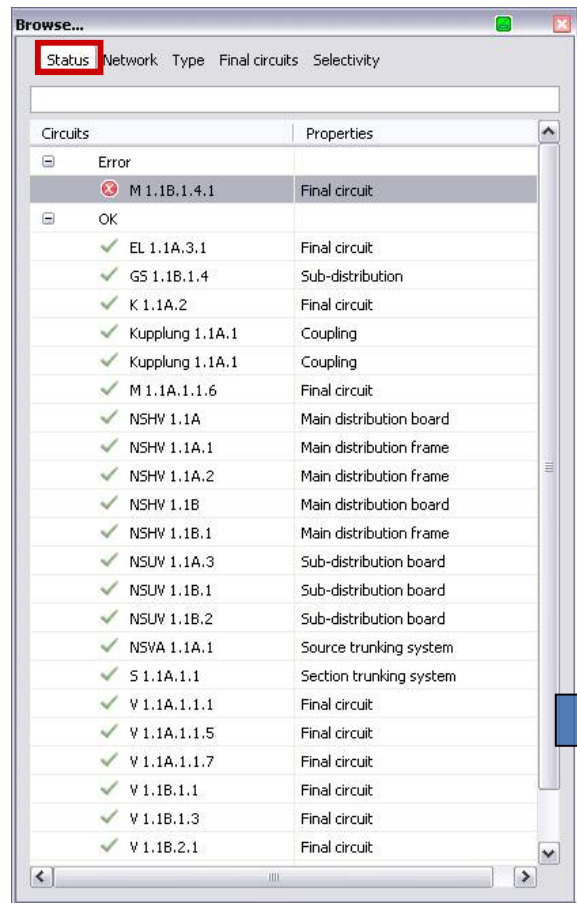 Browse...
Status Network Type Final circuits Selectivity
Circuits Properties
Error
M 1.1B.1.4.1 Final circuit
OK
EL 1.1A.3.1 Final circuit
GS 1.1B.1.4 Sub-distribution
K 1.1A.2 Final circuit
Kupplung 1.1A.1 Coupling
Kupplung 1.1A.1 Coupling
M 1.1A.1.1.6 Final circuit
NSHV 1.1A Main distribution board
NSHV 1.1A.1 Main distribution frame
NSHV 1.1A.2 Main distribution frame
NSHV 1.1B Main distribution board
NSHV 1.1B.1 Main distribution frame
NSUV 1.1A.3 Sub-distribution board
NSUV 1.1B.1 Sub-distribution board
NSUV 1.1B.2 Sub-distribution board
NSVA 1.1A.1 Source trunking system
S 1.1A.1.1 Section trunking system
V 1.1A.1.1.1 Final circuit
V 1.1A.1.1.5 Final circuit
V 1.1A.1.1.7 Final circuit
V 1.1B.1.1 Final circuit
V 1.1B.1.3 Final circuit
V 1.1B.2.1 Final circuit